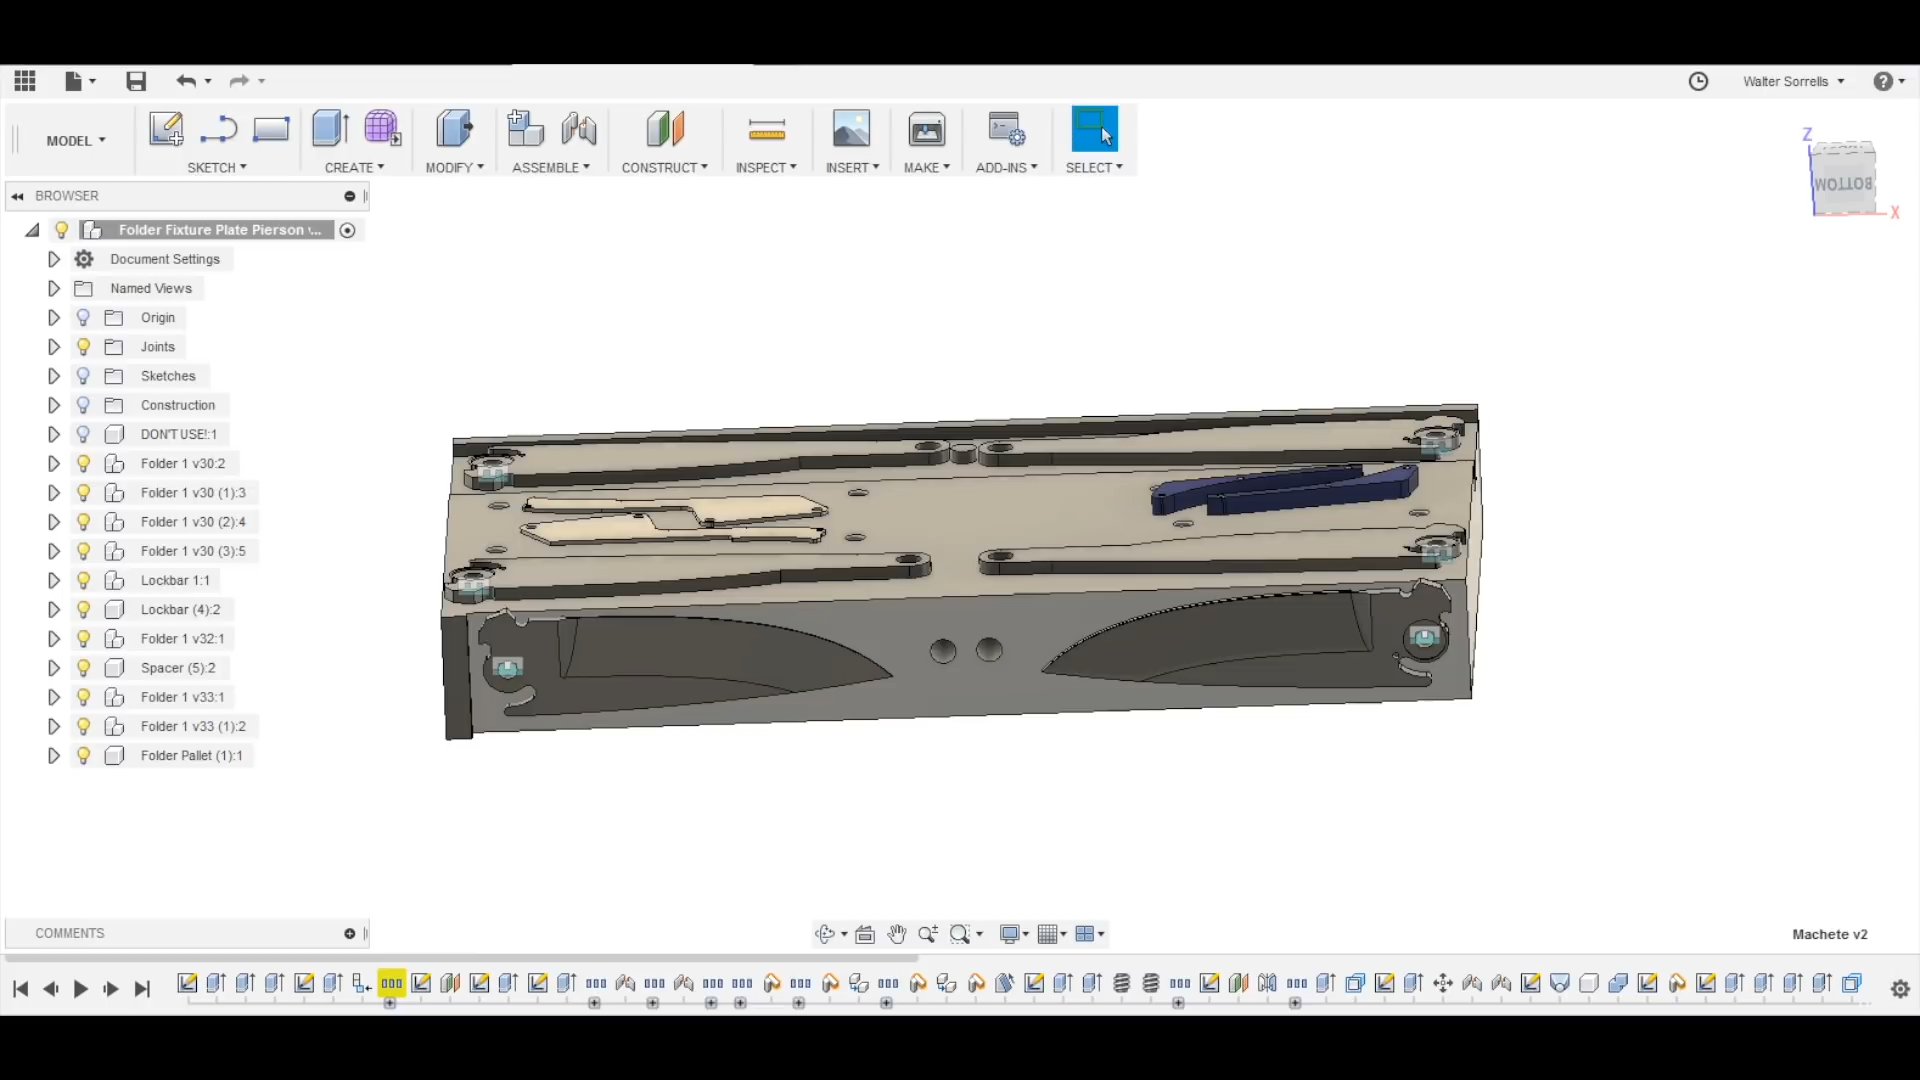 Walter Sorrells
MODEL
SKETCH
CREATE
MODIFY
ASSEMBLE
CONSTRUCT
INSPECT
INSERT
MAKE
ADD-INS
SELECT
Z
BOTTOM
X
BROWSER
Folder Fixture Plate Pierson v...
Document Settings
Named Views
Origin
Joints
Sketches
Construction
DON'T USE!:1
Folder 1 v30:2
Folder 1 v30 (1):3
Folder 1 v30 (2):4
Folder 1 v30 (3):5
Lockbar 1:1
Lockbar (4):2
Folder 1 v32:1
Spacer (5):2
Folder 1 v33:1
Folder 1 v33 (1):2
Folder Pallet (1):1
COMMENTS
Machete v2